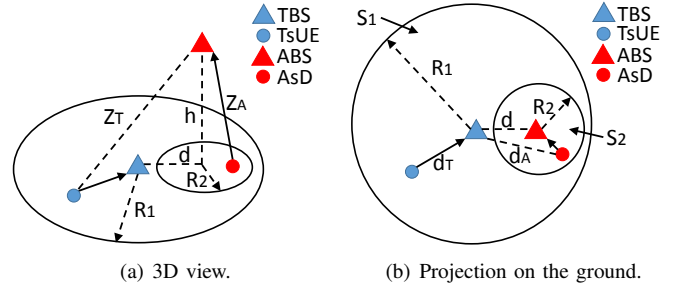 TBS
TsUE
ABS
AsD
ZT
h
ZA
d
R2
R1
(a) 3D view.
S1
TBS
TsUE
ABS
AsD
R1
R2
d
S2
dT
dA
(b) Projection on the ground.